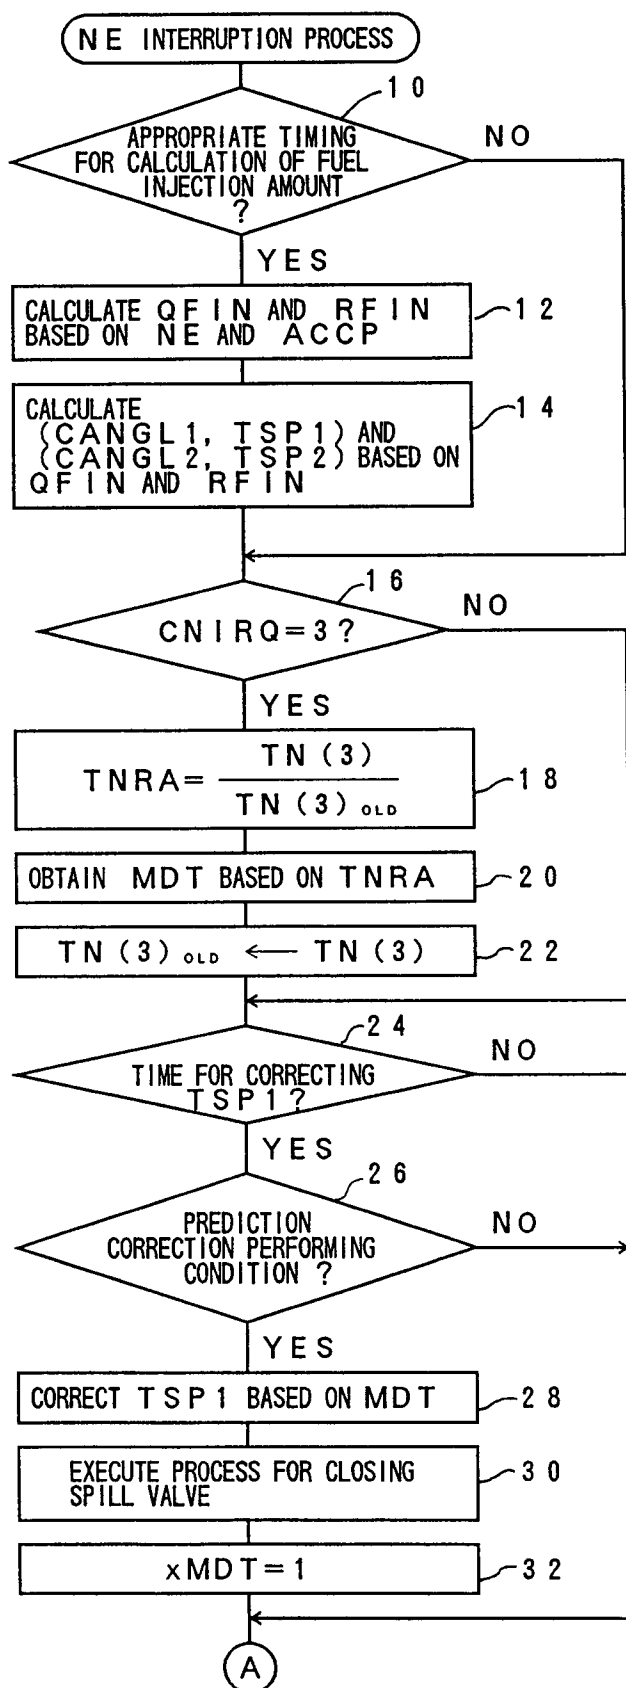 NE INTERRUPTION PROCESS
10
APPROPRIATE TIMING
FOR CALCULATION OF FUEL
INJECTION AMOUNT
?
NO
YES
CALCULATE QFIN AND RFIN
BASED ON NE AND ACCP
12
CALCULATE
(CANGL1, TSP1) AND
(CANGL2, TSP2) BASED ON
QFIN AND RFIN
14
16
CNIRQ=3?
NO
YES
TNRA= TN (3)
TN (3) OLD
18
OBTAIN MDT BASED ON TNRA
20
TN (3) OLD ← TN (3)
22
24
TIME FOR CORRECTING
TSP1?
NO
YES
26
PREDICTION
CORRECTION PERFORMING
CONDITION ?
NO
YES
CORRECT TSP1 BASED ON MDT
28
EXECUTE PROCESS FOR CLOSING
SPILL VALVE
30
xMDT=1
32
A